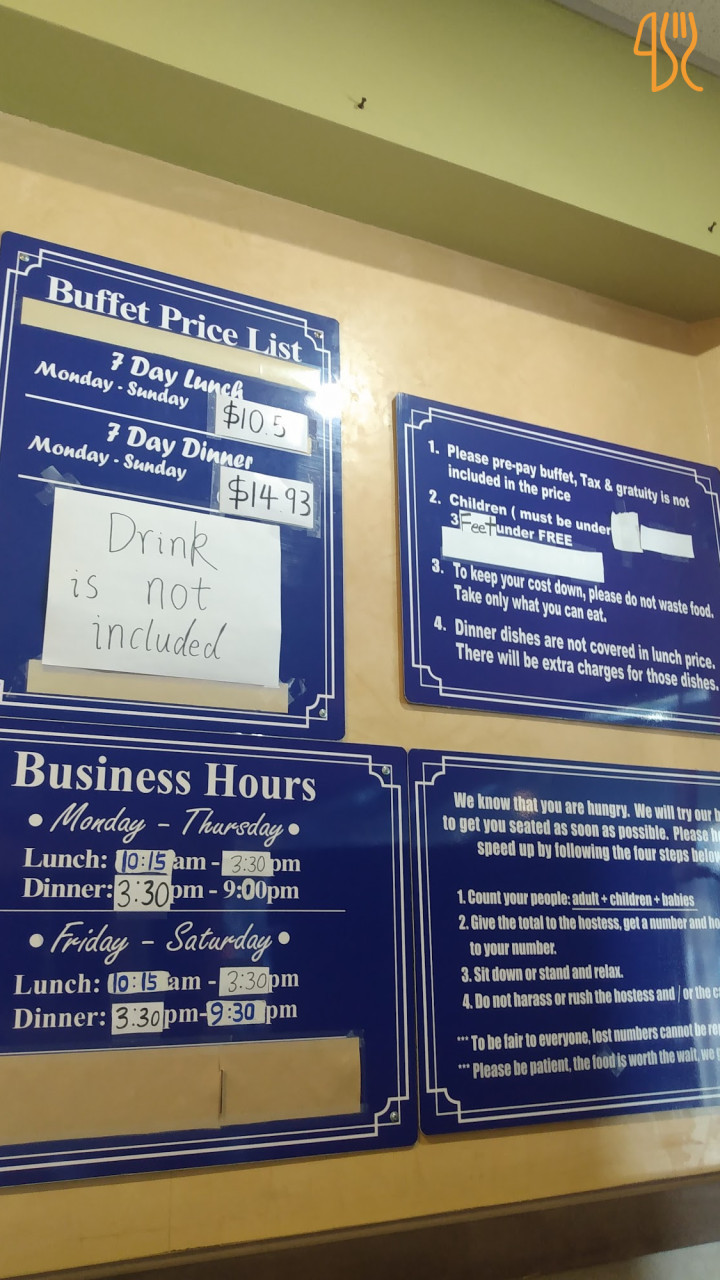 Buffet Price List
7 Day Lunch
Monday - Sunday
$10.5
7 Day Dinner
Monday - Sunday
$14.93
Drink
is not
included
1. Please pre-pay buffet, Tax & gratuity is not
included in the price
2. Children ( must be under
3 Feet under FREE
3. To keep your cost down, please do not waste food.
Take only what you can eat.
4. Dinner dishes are not covered in lunch price.
There will be extra charges for those dishes.
Business Hours
• Monday - Thursday •
Lunch: 10:15 am - 3:30 pm
Dinner: 3:30 pm - 9:00pm
• Friday - Saturday •
Lunch: 10:15 am - 3:30 pm
Dinner: 3:30 pm - 9:30 pm
We know that you are hungry. We will try our
to get you seated as soon as possible. Please
speed up by following the four steps below
1. Count your people: adult + children + babies
2. Give the total to the hostess, get a number and
to your number.
3. Sit down or stand and relax.
4. Do not harass or rush the hostess and / or the
*** To be fair to everyone, lost numbers cannot be
*** Please be patient, the food is worth the wait, we